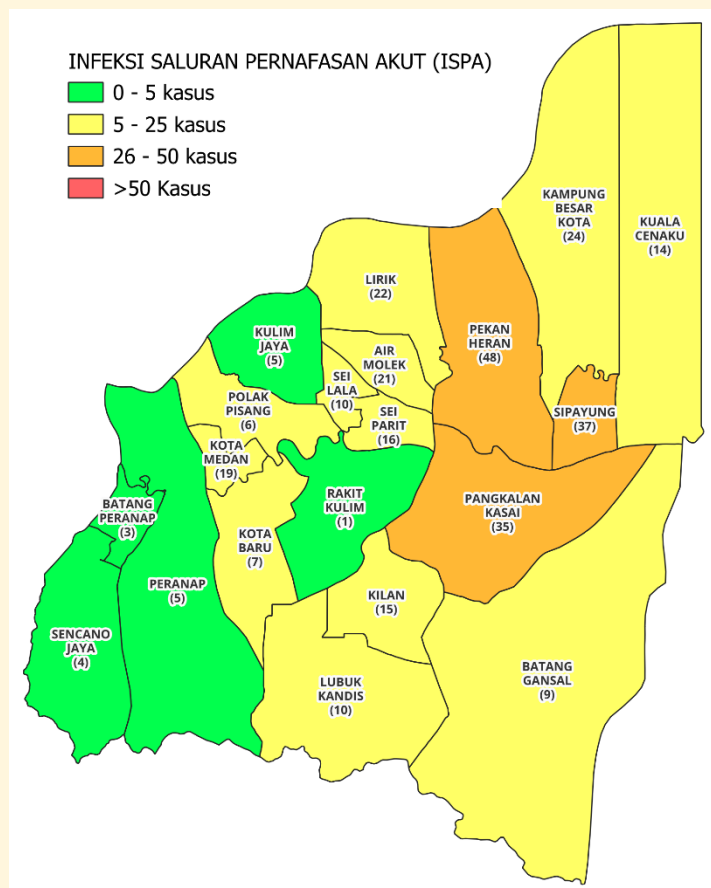 INFEKSI SALURAN PERNAFASAN AKUT (ISPA)
0 - 5 kasus
5 - 25 kasus
26 - 50 kasus
>50 Kasus
KAMPUNG
BESAR
KOTA
(24)
KUALA
CENAKU
(14)
LIRIK
(22)
PEKAN
HERAN
(48)
KULIM
JAYA
(5)
AIR
MOLEK
(21)
SEI
LALA
(10)
POLAK
PISANG
(6)
SEI
PARIT
(16)
SIPAYUNG
(37)
KOTA
MEDAN
(19)
RAKIT
KULIM
(1)
PANGKALAN
KASAI
(35)
BATANG
PERANAP
(3)
KOTA
BARU
(7)
PERANAP
(5)
KILAN
(15)
SENCANO
JAYA
(4)
LUBUK
KANDIS
(10)
BATANG
GANSAL
(9)